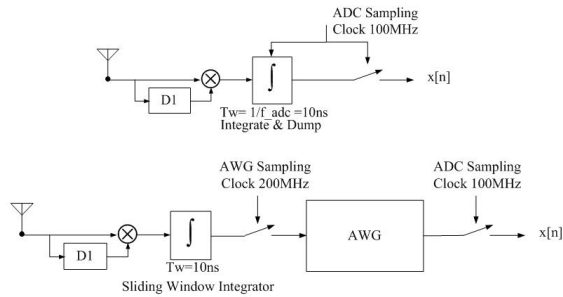 ADC Sampling
Clock 100MHz
x[n]
D1
∫
Tw= 1/f_adc =10ns
Integrate & Dump
AWG Sampling
Clock 200MHz
ADC Sampling
Clock 100MHz
D1
∫
AWG
x[n]
Tw=10ns
Sliding Window Integrator